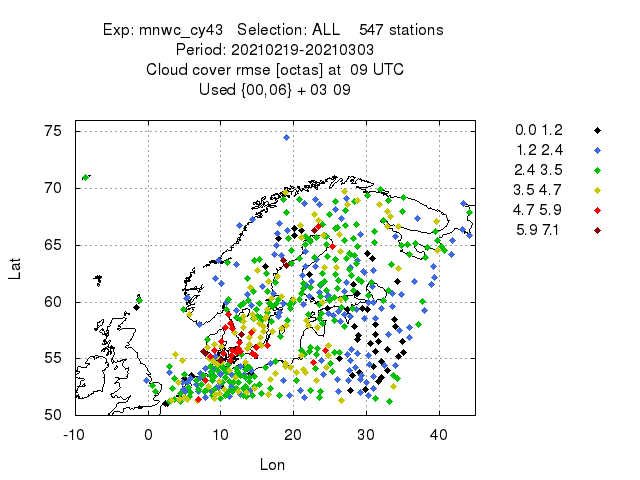 Exp: mnwc_cy43 Selection: ALL 547 stations
Period: 20210219-20210303
Cloud cover rmse [octas] at 09 UTC
Used {00,06} + 03 09
0.0 1.2
1.2 2.4
2.4 3.5
3.5 4.7
4.7 5.9
5.9 7.1
75
70
65
60
55
50
Lat
-10 0 10 20 30 40
Lon